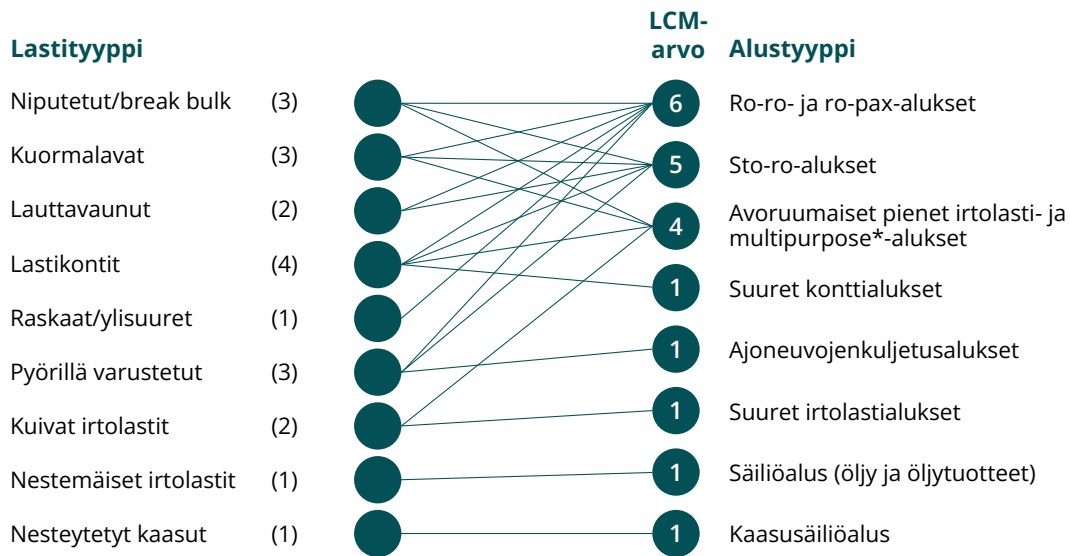 Lastityyppi
LCM-
arvo
Alustyyppi
Niputetut/break bulk (3)
6 Ro-ro- ja ro-pax-alukset
Kuormalavat (3)
5 Sto-ro-alukset
Lauttavaunut (2)
4 Avoruumaiset pienet irtolasti- ja
multipurpose*-alukset
Lastikontit (4)
1 Suuret konttialukset
Raskaat/ylisuuret (1)
1 Ajoneuvojenkuljetusalukset
Pyörillä varustetut (3)
1 Suuret irtolastialukset
Kuivat irtolastit (2)
1 Säiliöalus (öljy ja öljytuotteet)
Nestemäiset irtolastit (1)
1 Kaasusäiliöalus
Nesteytetyt kaasut (1)